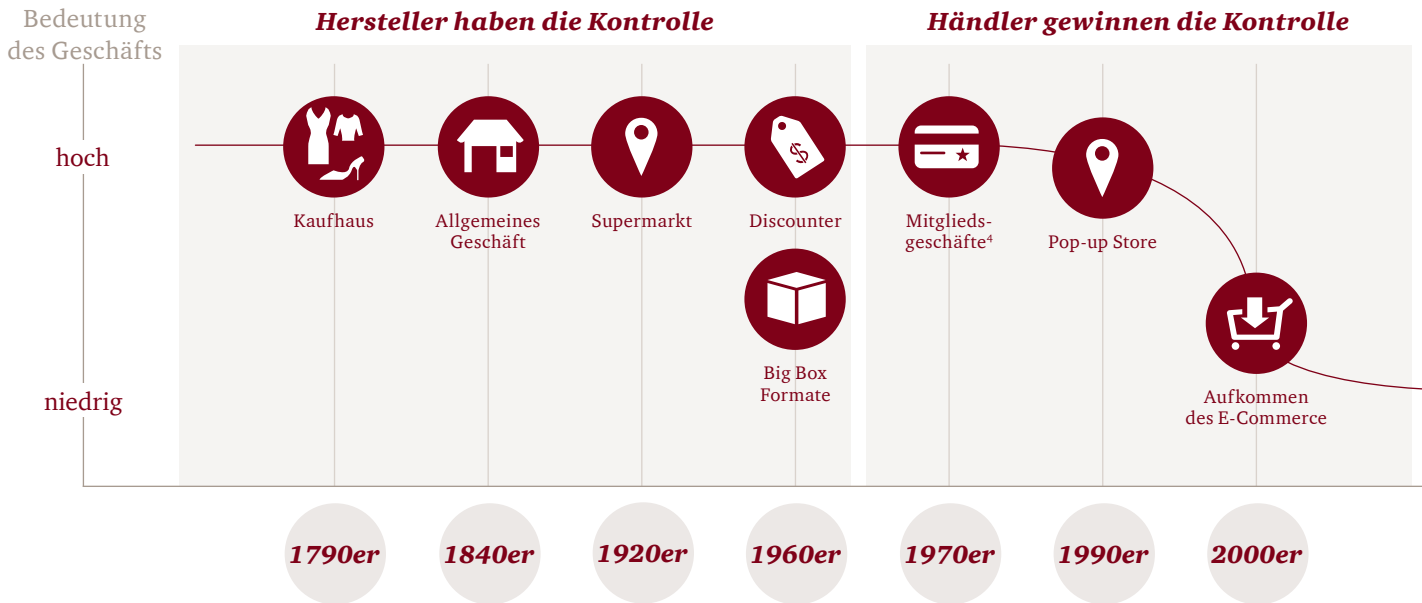 Bedeutung
des Geschäfts
Hersteller haben die Kontrolle
Händler gewinnen die Kontrolle
hoch
niedrig
Kaufhaus
Allgemeines
Geschäft
Supermarkt
Discounter
$
Big Box
Formate
Mitglieds-
geschäfte⁴
Pop-up Store
Aufkommen
des E-Commerce
1790er
1840er
1920er
1960er
1970er
1990er
2000er